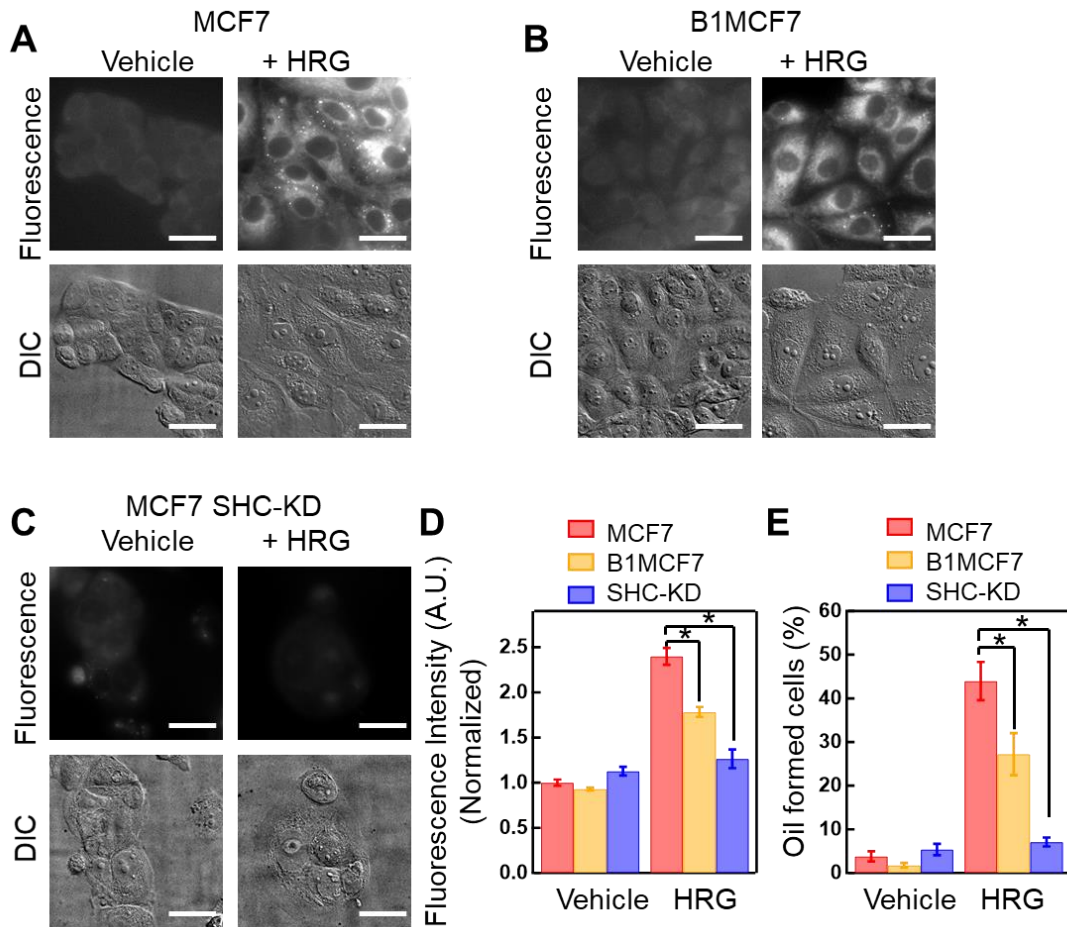 A
MCF7
Vehicle
+ HRG
Fluorescence
DIC
B
B1MCF7
Vehicle
+ HRG
Fluorescence
DIC
C
MCF7 SHC-KD
Vehicle
+ HRG
Fluorescence
DIC
D
MCF7
B1MCF7
SHC-KD
Fluorescence Intensity (A.U.)
(Normalized)
2.5
2.0
1.5
1.0
0.5
0.0
*
*
Vehicle
HRG
E
MCF7
B1MCF7
SHC-KD
Oil formed cells (%)
60
50
40
30
20
10
0
*
*
Vehicle
HRG